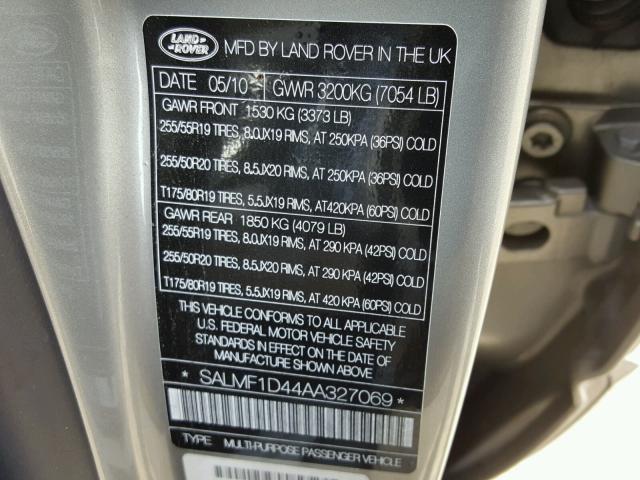 LAND ROVER
MFD BY LAND ROVER IN THE UK
DATE 05/10 GWWR 3200KG (7054 LB)
GAWR FRONT 1530 KG (3373 LB)
255/55R19 TIRES, 8.0JX19 RIMS, AT 250KPA (36PSI) COLD
255/50R20 TIRES, 8.5JX20 RIMS, AT 250KPA (36PSI) COLD
T175/80R19 TIRES, 5.5JX19 RIMS, AT420KPA (60PSI) COLD
GAWR REAR 1850 KG (4079 LB)
255/55R19 TIRES, 8.0JX19 RIMS, AT 290 KPA (42PSI) COLD
255/50R20 TIRES, 8.5JX20 RIMS, AT 290 KPA (42PSI) COLD
T175/80R19 TIRES, 5.5JX19 RIMS, AT 420 KPA (60PSI) COLD
THIS VEHICLE CONFORMS TO ALL APPLICABLE
U.S. FEDERAL MOTOR VEHICLE SAFETY
STANDARDS IN EFFECT ON THE DATE OF
MANUFACTURE SHOWN ABOVE
* SALMF1D44AA327069 *
TYPE MULTI-PURPOSE PASSENGER VEHICLE